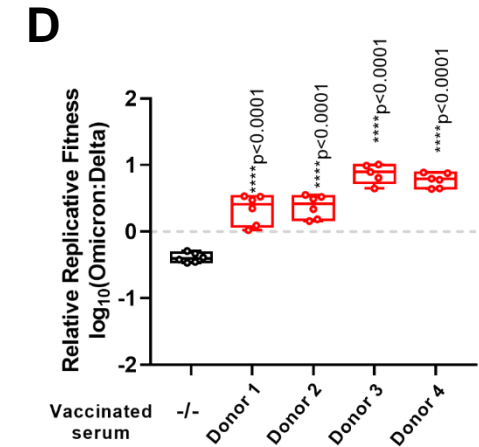 D
Relative Replicative Fitness
log10(Omicron:Delta)
2
1
0
-1
-2
****p<0.0001
****p<0.0001
****p<0.0001
****p<0.0001
Vaccinated
serum
-/-
Donor 1
Donor 2
Donor 3
Donor 4